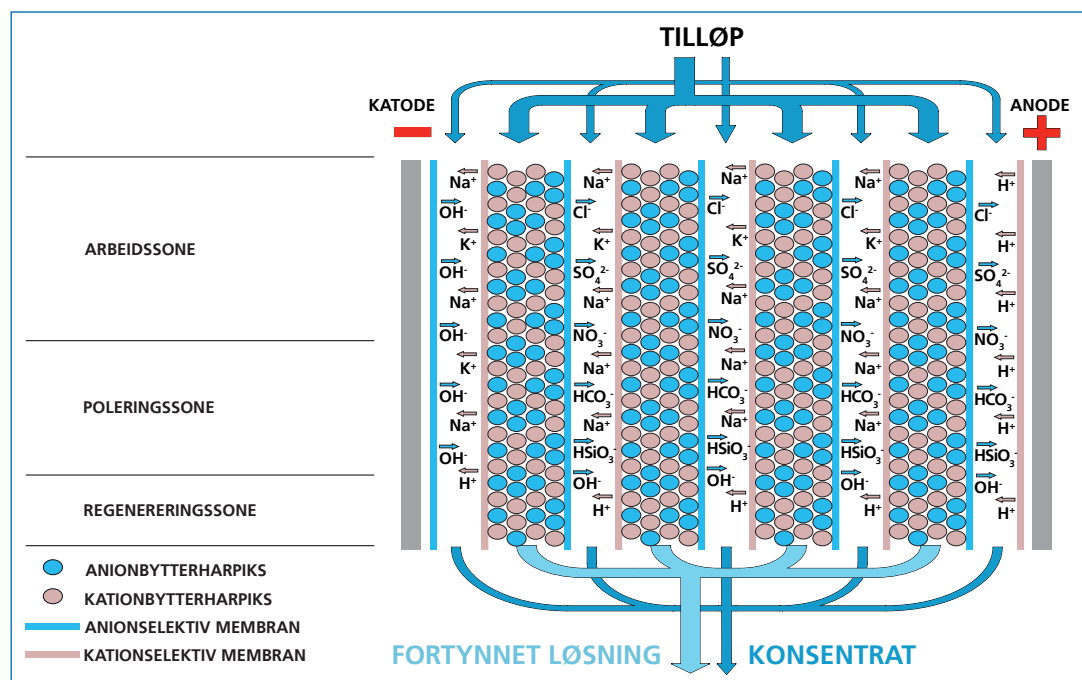 TILLØP
KATODE
ANODE
ARBEIDSSONE
POLERINGSSONE
REGENERERINGSSONE
Na⁺
OH⁻
K⁺
OH⁻
Na⁺
OH⁻
K⁺
OH⁻
Na⁺
OH⁻
H⁺
Na⁺
Cl⁻
K⁺
SO₄²⁻
Na⁺
NO₃⁻
Na⁺
HCO₃⁻
Na⁺
HSiO₃⁻
OH⁻
H⁺
Na⁺
Cl⁻
K⁺
SO₄²⁻
Na⁺
NO₃⁻
Na⁺
HCO₃⁻
Na⁺
HSiO₃⁻
OH⁻
H⁺
Na⁺
Cl⁻
K⁺
SO₄²⁻
Na⁺
NO₃⁻
Na⁺
HCO₃⁻
Na⁺
HSiO₃⁻
OH⁻
H⁺
H⁺
Cl⁻
H⁺
SO₄²⁻
H⁺
NO₃⁻
H⁺
HCO₃⁻
H⁺
HSiO₃⁻
OH⁻
H⁺
ANIONBYTTERHARPIKS
KATIONBYTTERHARPIKS
ANIONSELEKTIV MEMBRAN
KATIONSELEKTIV MEMBRAN
FORTYNNET LØSNING
KONSENTRAT